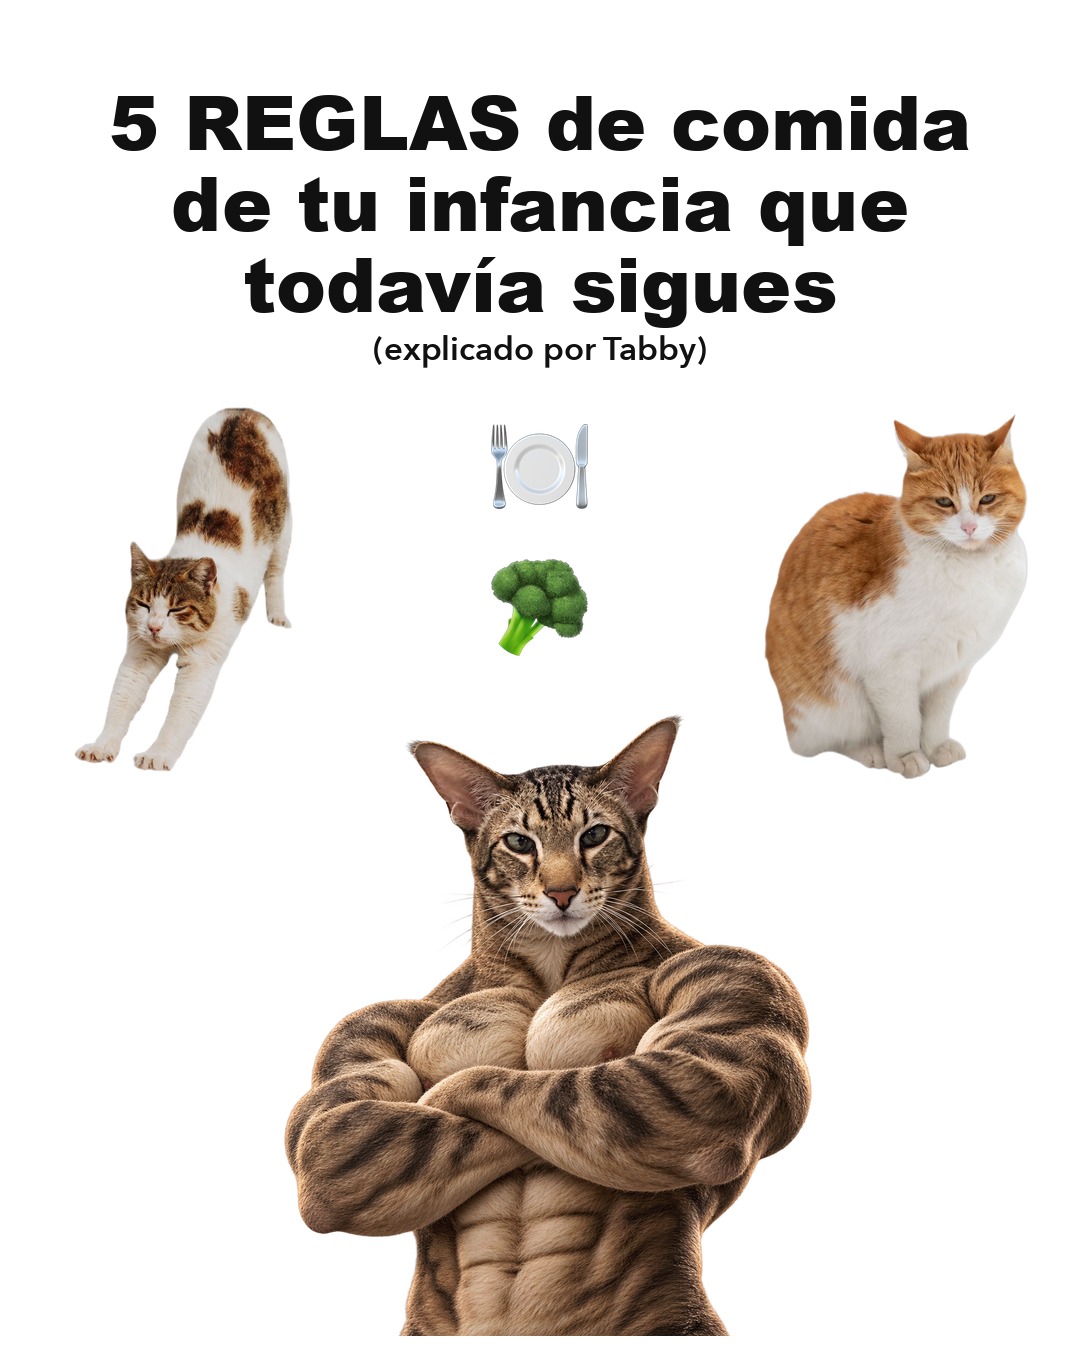 5 REGLAS de comida
de tu infancia que
todavía sigues
(explicado por Tabby)